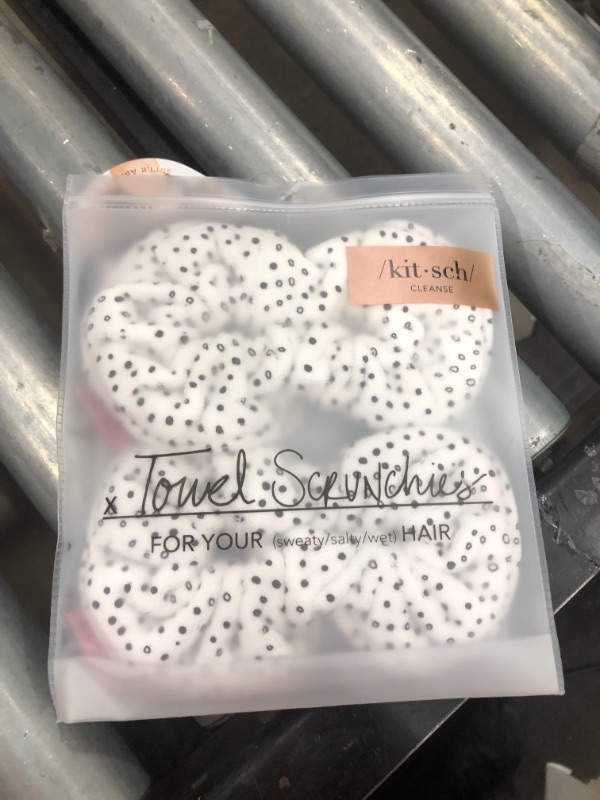 /kit·sch/
CLEANSE
x Towel Scrunchies
FOR YOUR (sweaty/salty/wet) HAIR